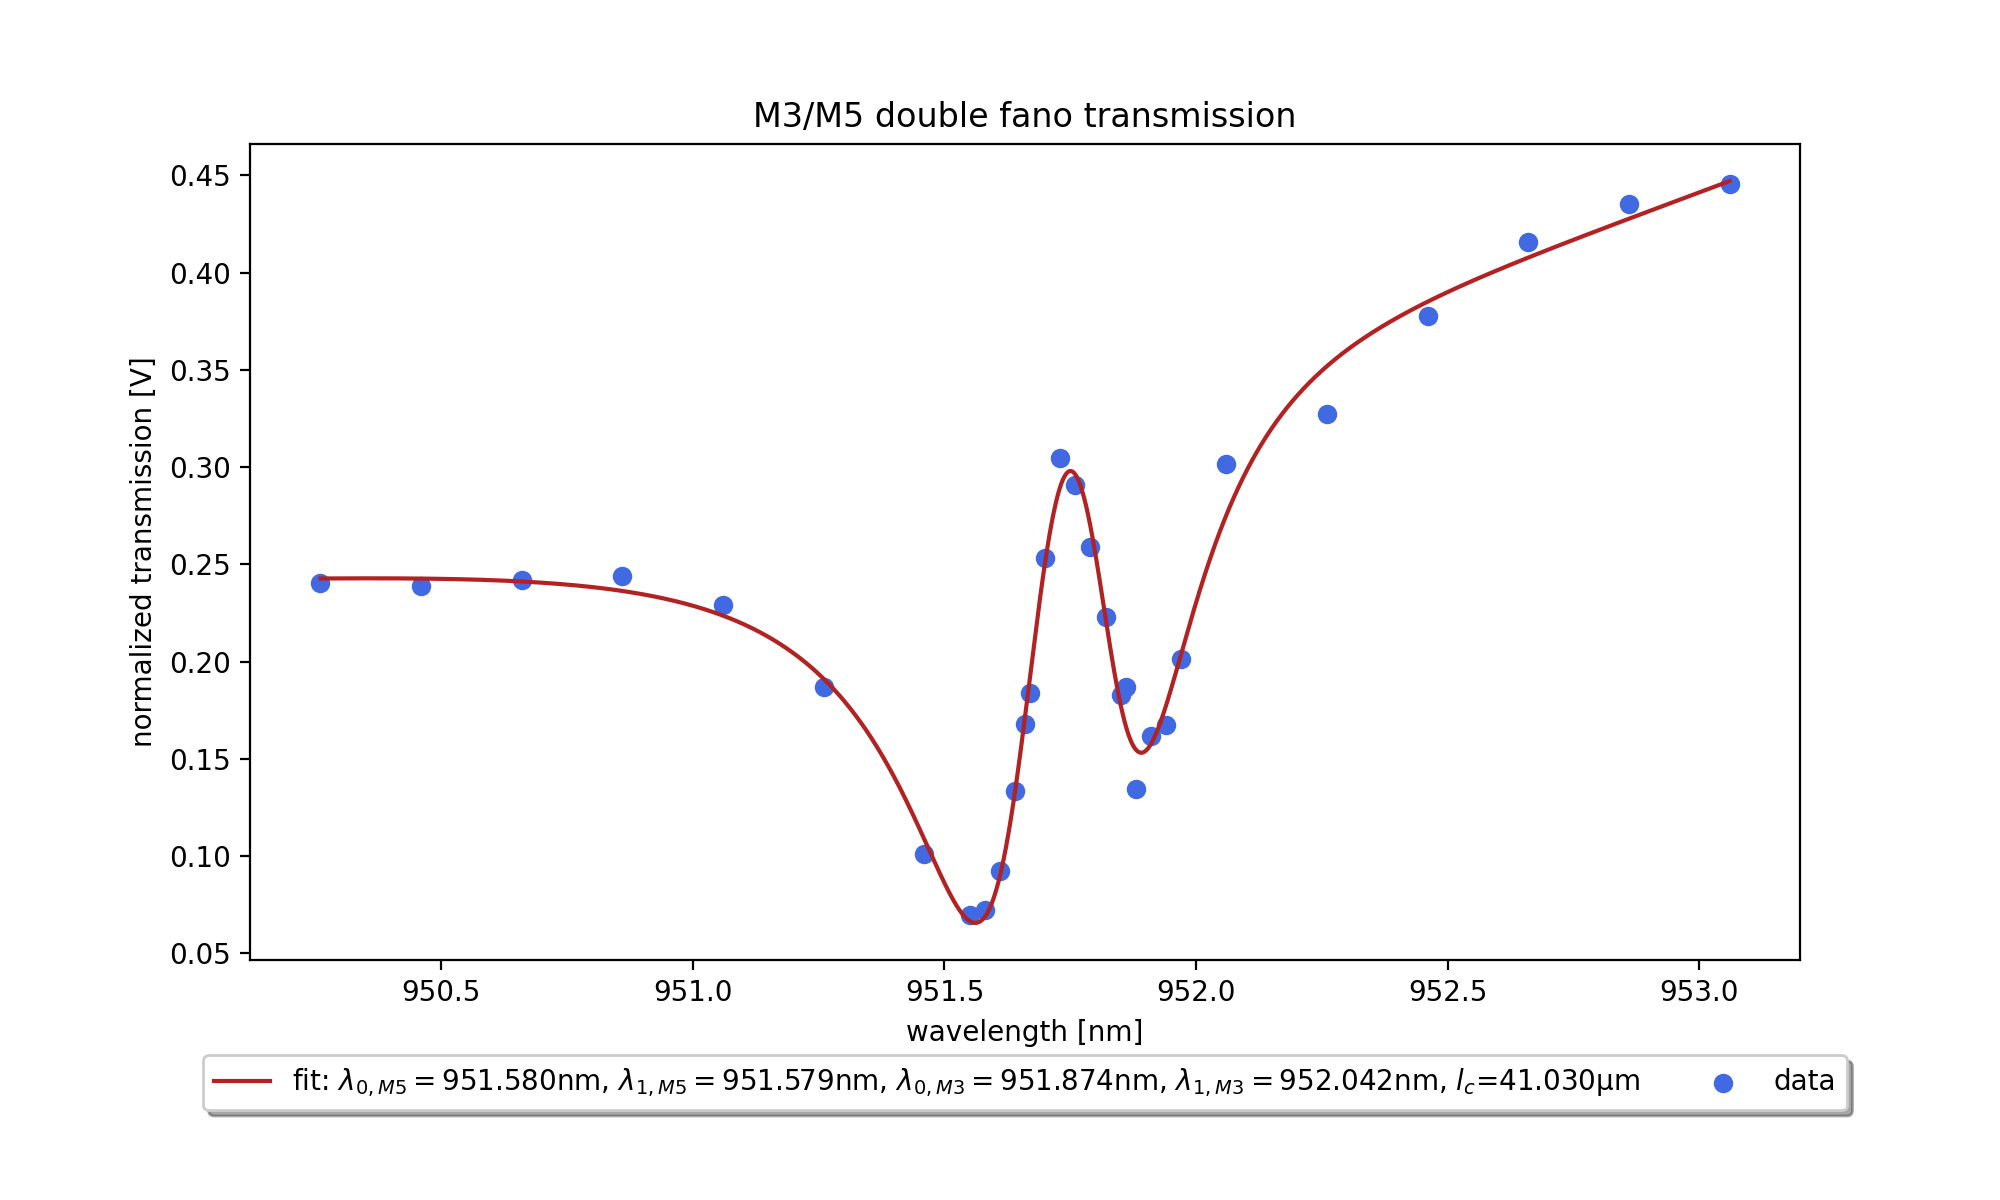 M3/M5 double fano transmission
normalized transmission [V]
0.45
0.40
0.35
0.30
0.25
0.20
0.15
0.10
0.05
950.5 951.0 951.5 952.0 952.5 953.0
wavelength [nm]
fit: λ0,M5 = 951.580nm, λ1,M5 = 951.579nm, λ0,M3 = 951.874nm, λ1,M3 = 952.042nm, lc=41.030μm data